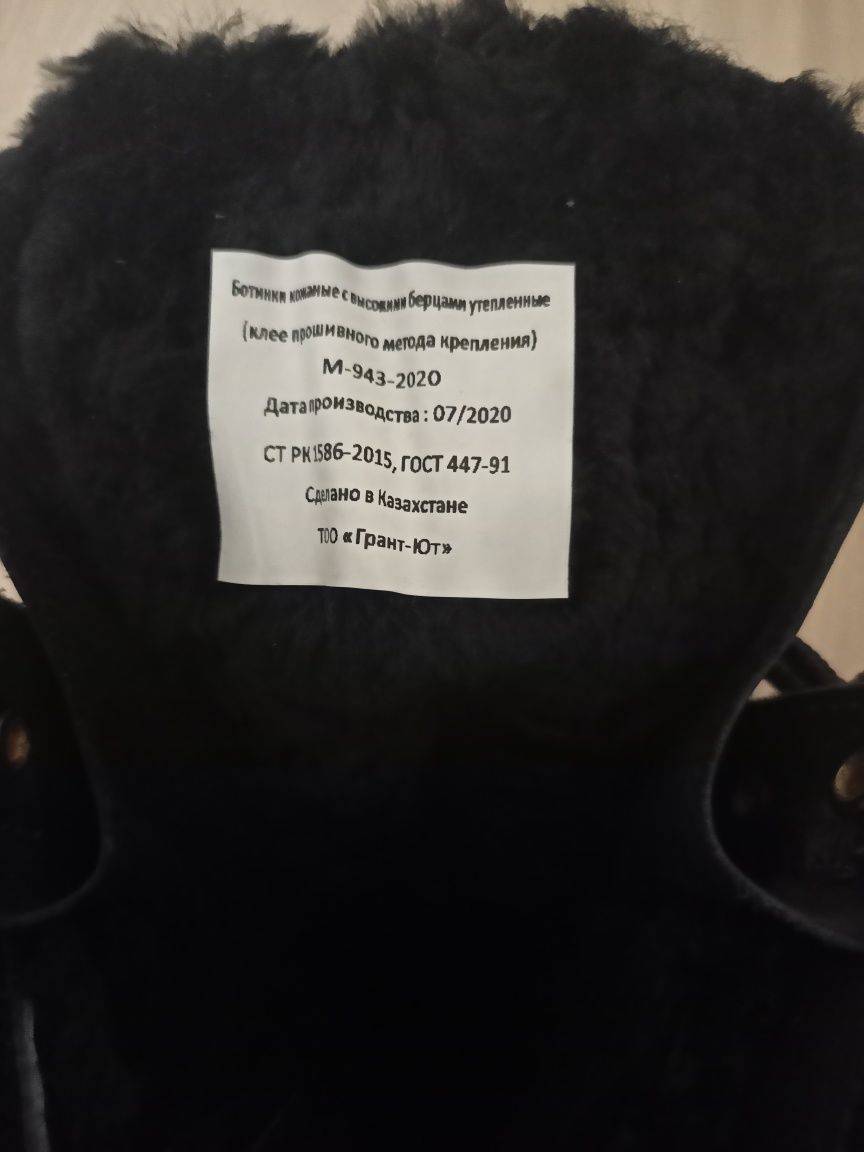 Ботинки кожаные с высокими берцами утепленные
(клее прошивного метода крепления)
М-943-2020
Дата производства : 07/2020
СТ РК 1586-2015, ГОСТ 447-91
Сделано в Казахстане
ТОО «Грант-Ют»